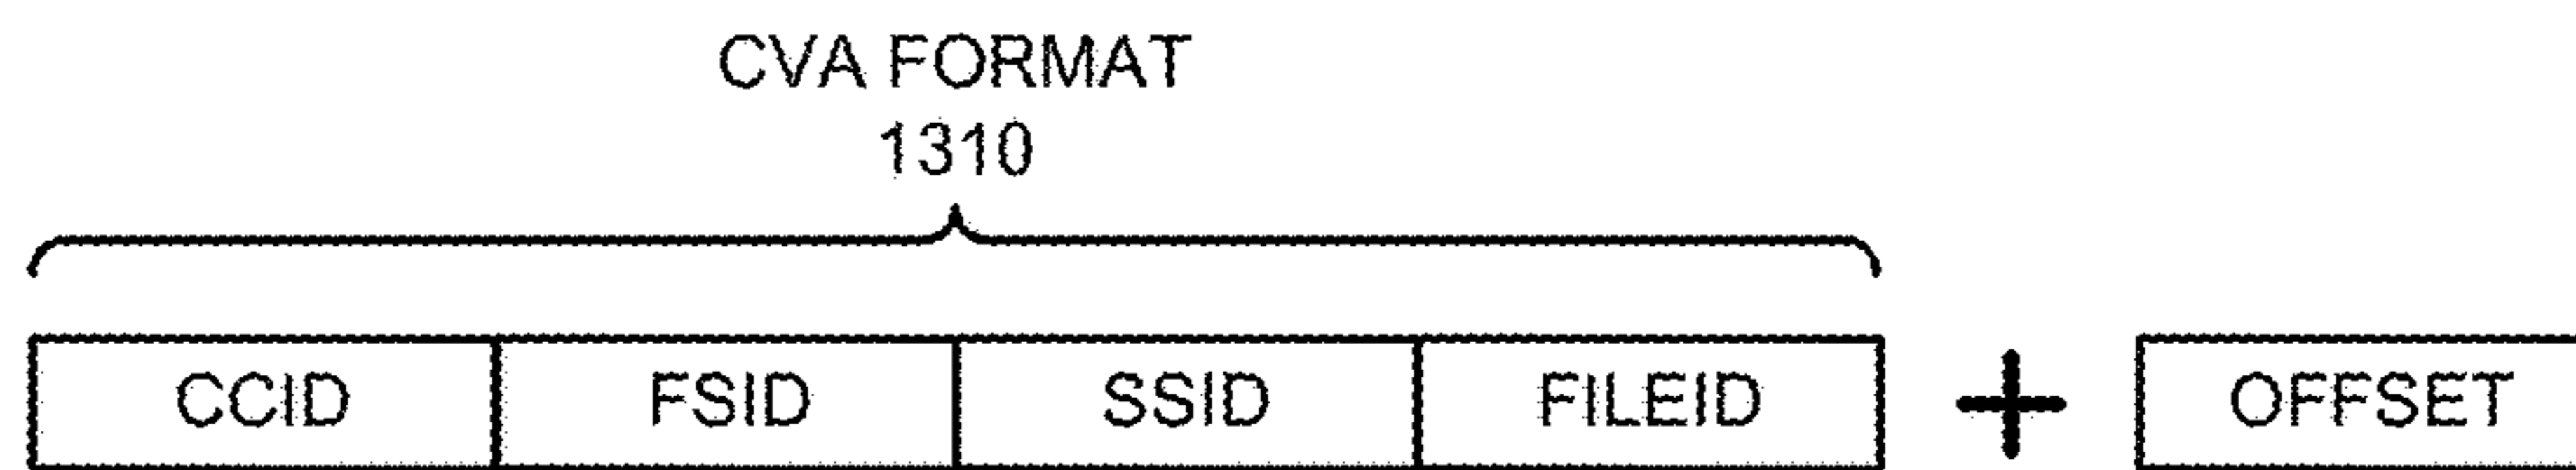 CVA FORMAT
1310
CCID FSID SSID FILEID + OFFSET